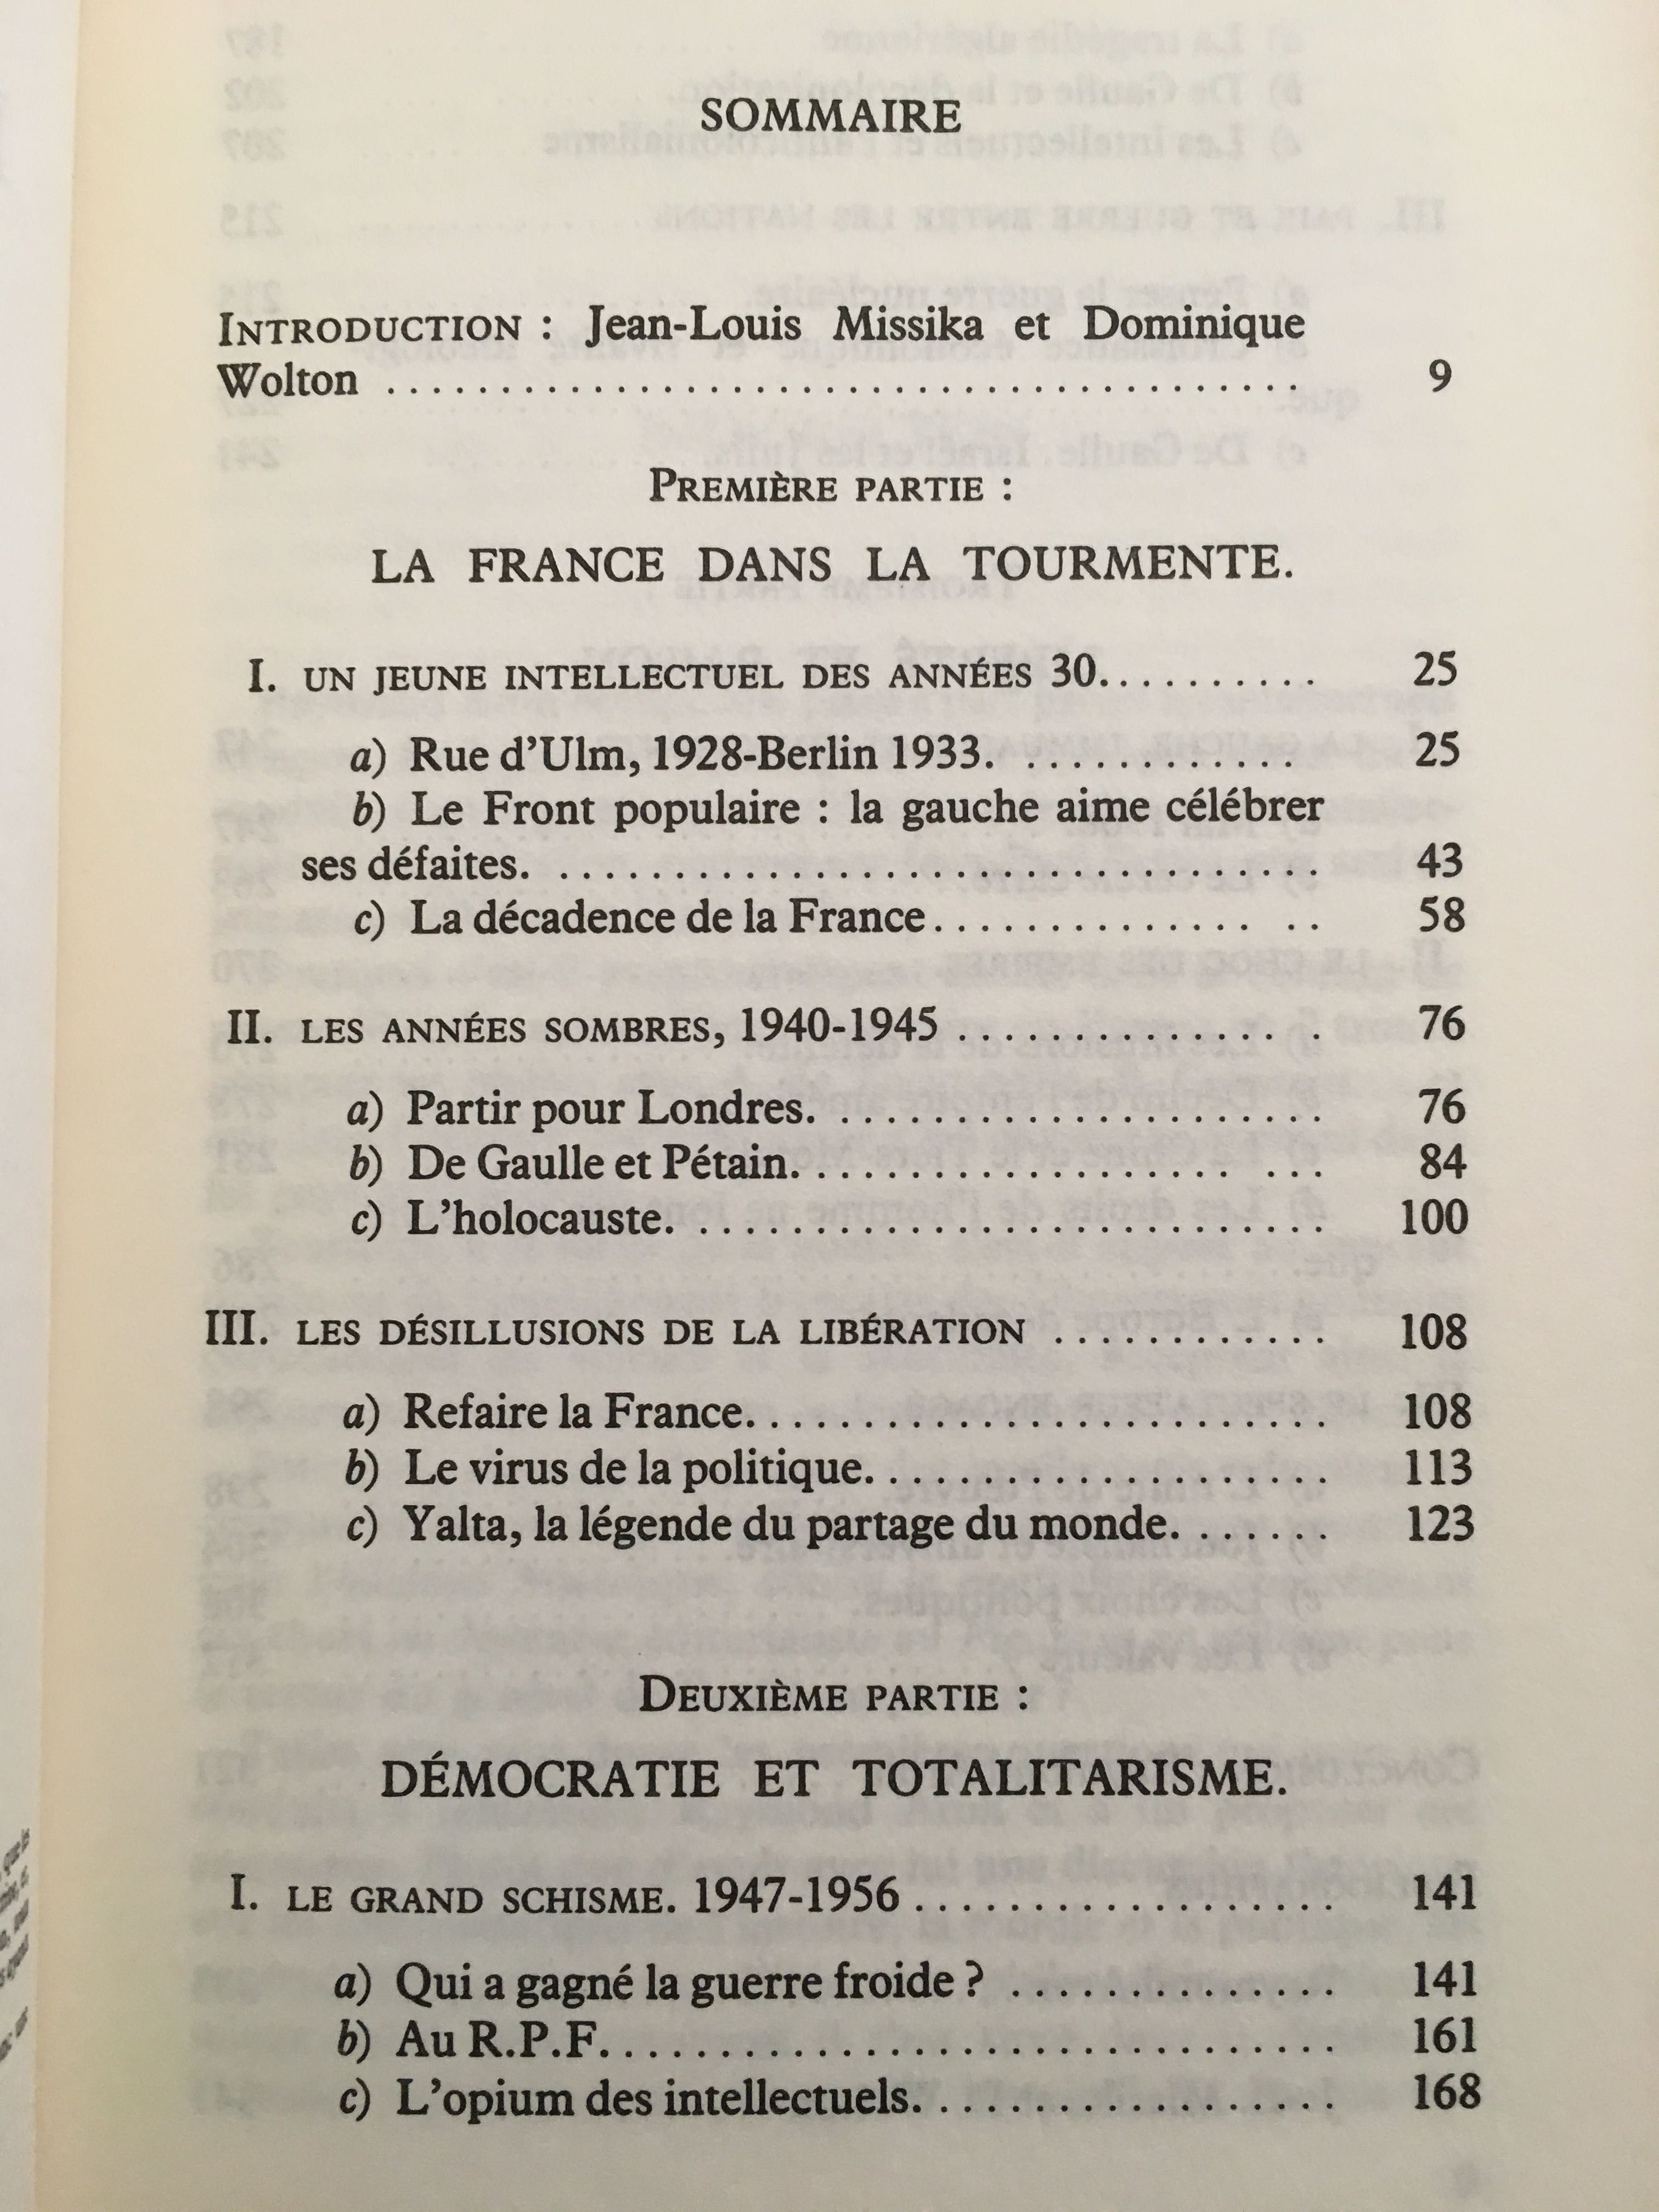 SOMMAIRE
INTRODUCTION : Jean-Louis Missika et Dominique
Wolton ........................................ 9
PREMIÈRE PARTIE :
LA FRANCE DANS LA TOURMENTE.
I. UN JEUNE INTELLECTUEL DES ANNÉES 30.......... 25
a) Rue d'Ulm, 1928-Berlin 1933. ............ 25
b) Le Front populaire : la gauche aime célébrer
ses défaites. ................................. 43
c) La décadence de la France.............. .. 58
II. LES ANNÉES SOMBRES, 1940-1945 .............. . 76
a) Partir pour Londres. ..................... 76
b) De Gaulle et Pétain. ................... ... 84
c) L'holocauste. ........................... 100
III. LES DÉSILLUSIONS DE LA LIBÉRATION ............ 108
a) Refaire la France. ......................... 108
b) Le virus de la politique. ................... 113
c) Yalta, la légende du partage du monde. ...... 123
DEUXIÈME PARTIE :
DÉMOCRATIE ET TOTALITARISME.
I. LE GRAND SCHISME. 1947-1956 .................. 141
a) Qui a gagné la guerre froide ? .............. 141
b) Au R.P.F. ................................ 161
c) L'opium des intellectuels. .................. 168